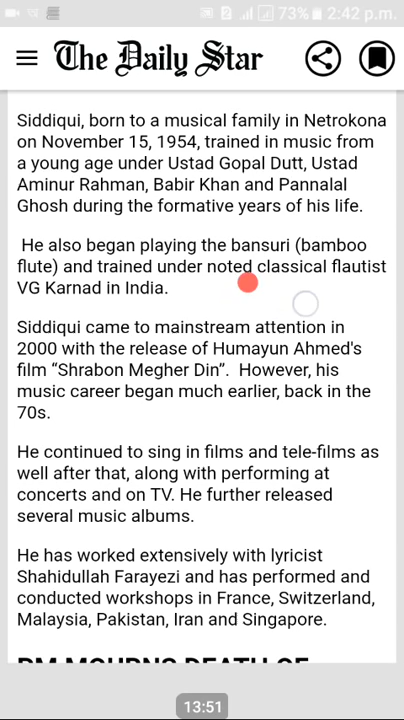 73% 2:42 p.m.
The Daily Star
Siddiqui, born to a musical family in Netrokona
on November 15, 1954, trained in music from
a young age under Ustad Gopal Dutt, Ustad
Aminur Rahman, Babir Khan and Pannalal
Ghosh during the formative years of his life.
He also began playing the bansuri (bamboo
flute) and trained under noted classical flautist
VG Karnad in India.
Siddiqui came to mainstream attention in
2000 with the release of Humayun Ahmed's
film “Shrabon Megher Din”. However, his
music career began much earlier, back in the
70s.
He continued to sing in films and tele-films as
well after that, along with performing at
concerts and on TV. He further released
several music albums.
He has worked extensively with lyricist
Shahidullah Farayezi and has performed and
conducted workshops in France, Switzerland,
Malaysia, Pakistan, Iran and Singapore.
PM MOURNS DEATH OF
13:51